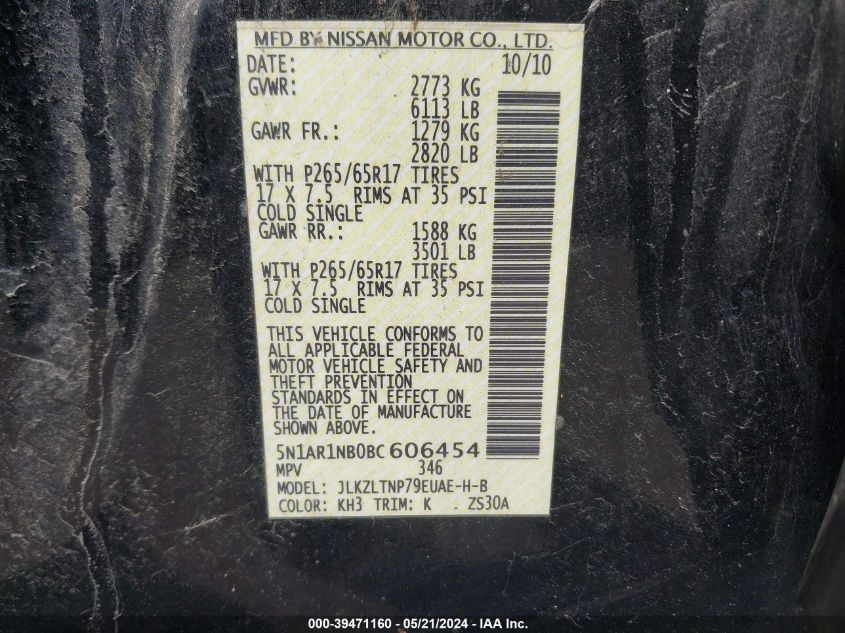 MFD BY NISSAN MOTOR CO., LTD.
DATE: 10/10
GVWR: 2773 KG
6113 LB
GAWR FR.: 1279 KG
2820 LB
WITH P265/65R17 TIRES
17 X 7.5 RIMS AT 35 PSI
COLD SINGLE
GAWR RR.: 1588 KG
3501 LB
WITH P265/65R17 TIRES
17 X 7.5 RIMS AT 35 PSI
COLD SINGLE
THIS VEHICLE CONFORMS TO
ALL APPLICABLE FEDERAL
MOTOR VEHICLE SAFETY AND
THEFT PREVENTION
STANDARDS IN EFFECT ON
THE DATE OF MANUFACTURE
SHOWN ABOVE.
5N1AR1NB0BC606454
MPV 346
MODEL: JLKZLTNP79EUAE-H-B
COLOR: KH3 TRIM: K . ZS30A
000-39471160 - 05/21/2024 - IAA Inc.